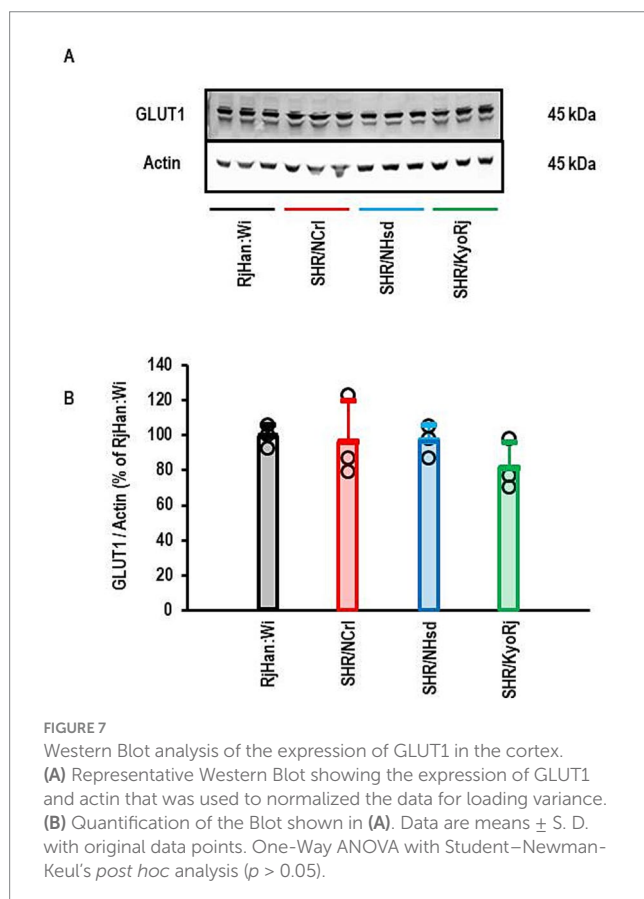 A
GLUT1
45 kDa
Actin
45 kDa
RjHan:Wi
SHR/NCrl
SHR/NHsd
SHR/KyoRj
B
GLUT1 / Actin (% of RjHan:Wi)
140
120
100
80
60
40
20
0
RjHan:Wi
SHR/NCrl
SHR/NHsd
SHR/KyoRj
FIGURE 7
Western Blot analysis of the expression of GLUT1 in the cortex.
(A) Representative Western Blot showing the expression of GLUT1
and actin that was used to normalized the data for loading variance.
(B) Quantification of the Blot shown in (A). Data are means ± S. D.
with original data points. One-Way ANOVA with Student–Newman-
Keul's post hoc analysis (p > 0.05).